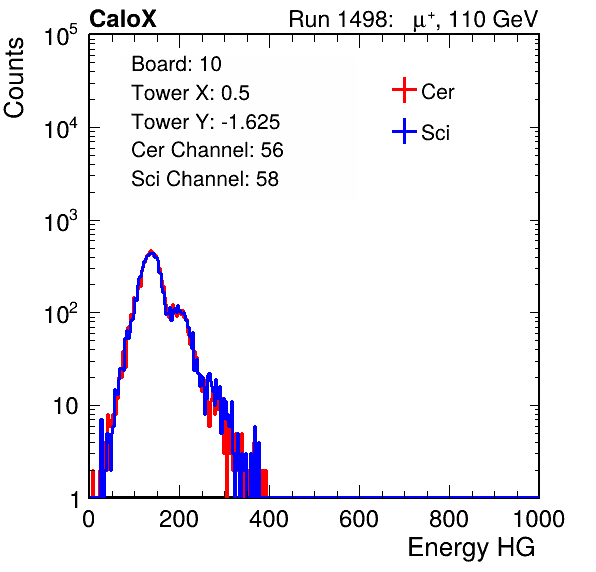 CaloX Run 1498: μ⁺, 110 GeV
Board: 10
Tower X: 0.5
Tower Y: -1.625
Cer Channel: 56
Sci Channel: 58
Cer
Sci
Counts
10⁵
10⁴
10³
10²
10
1
0 200 400 600 800 1000
Energy HG